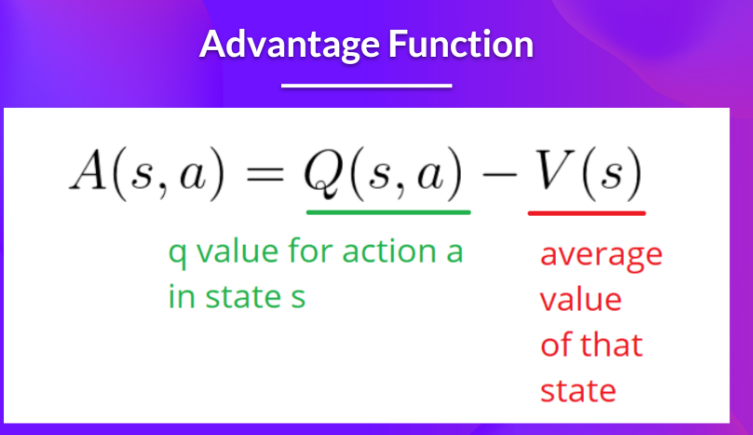 Advantage Function
A(s, a) = Q(s, a) − V(s)
q value for action a
in state s
average
value
of that
state